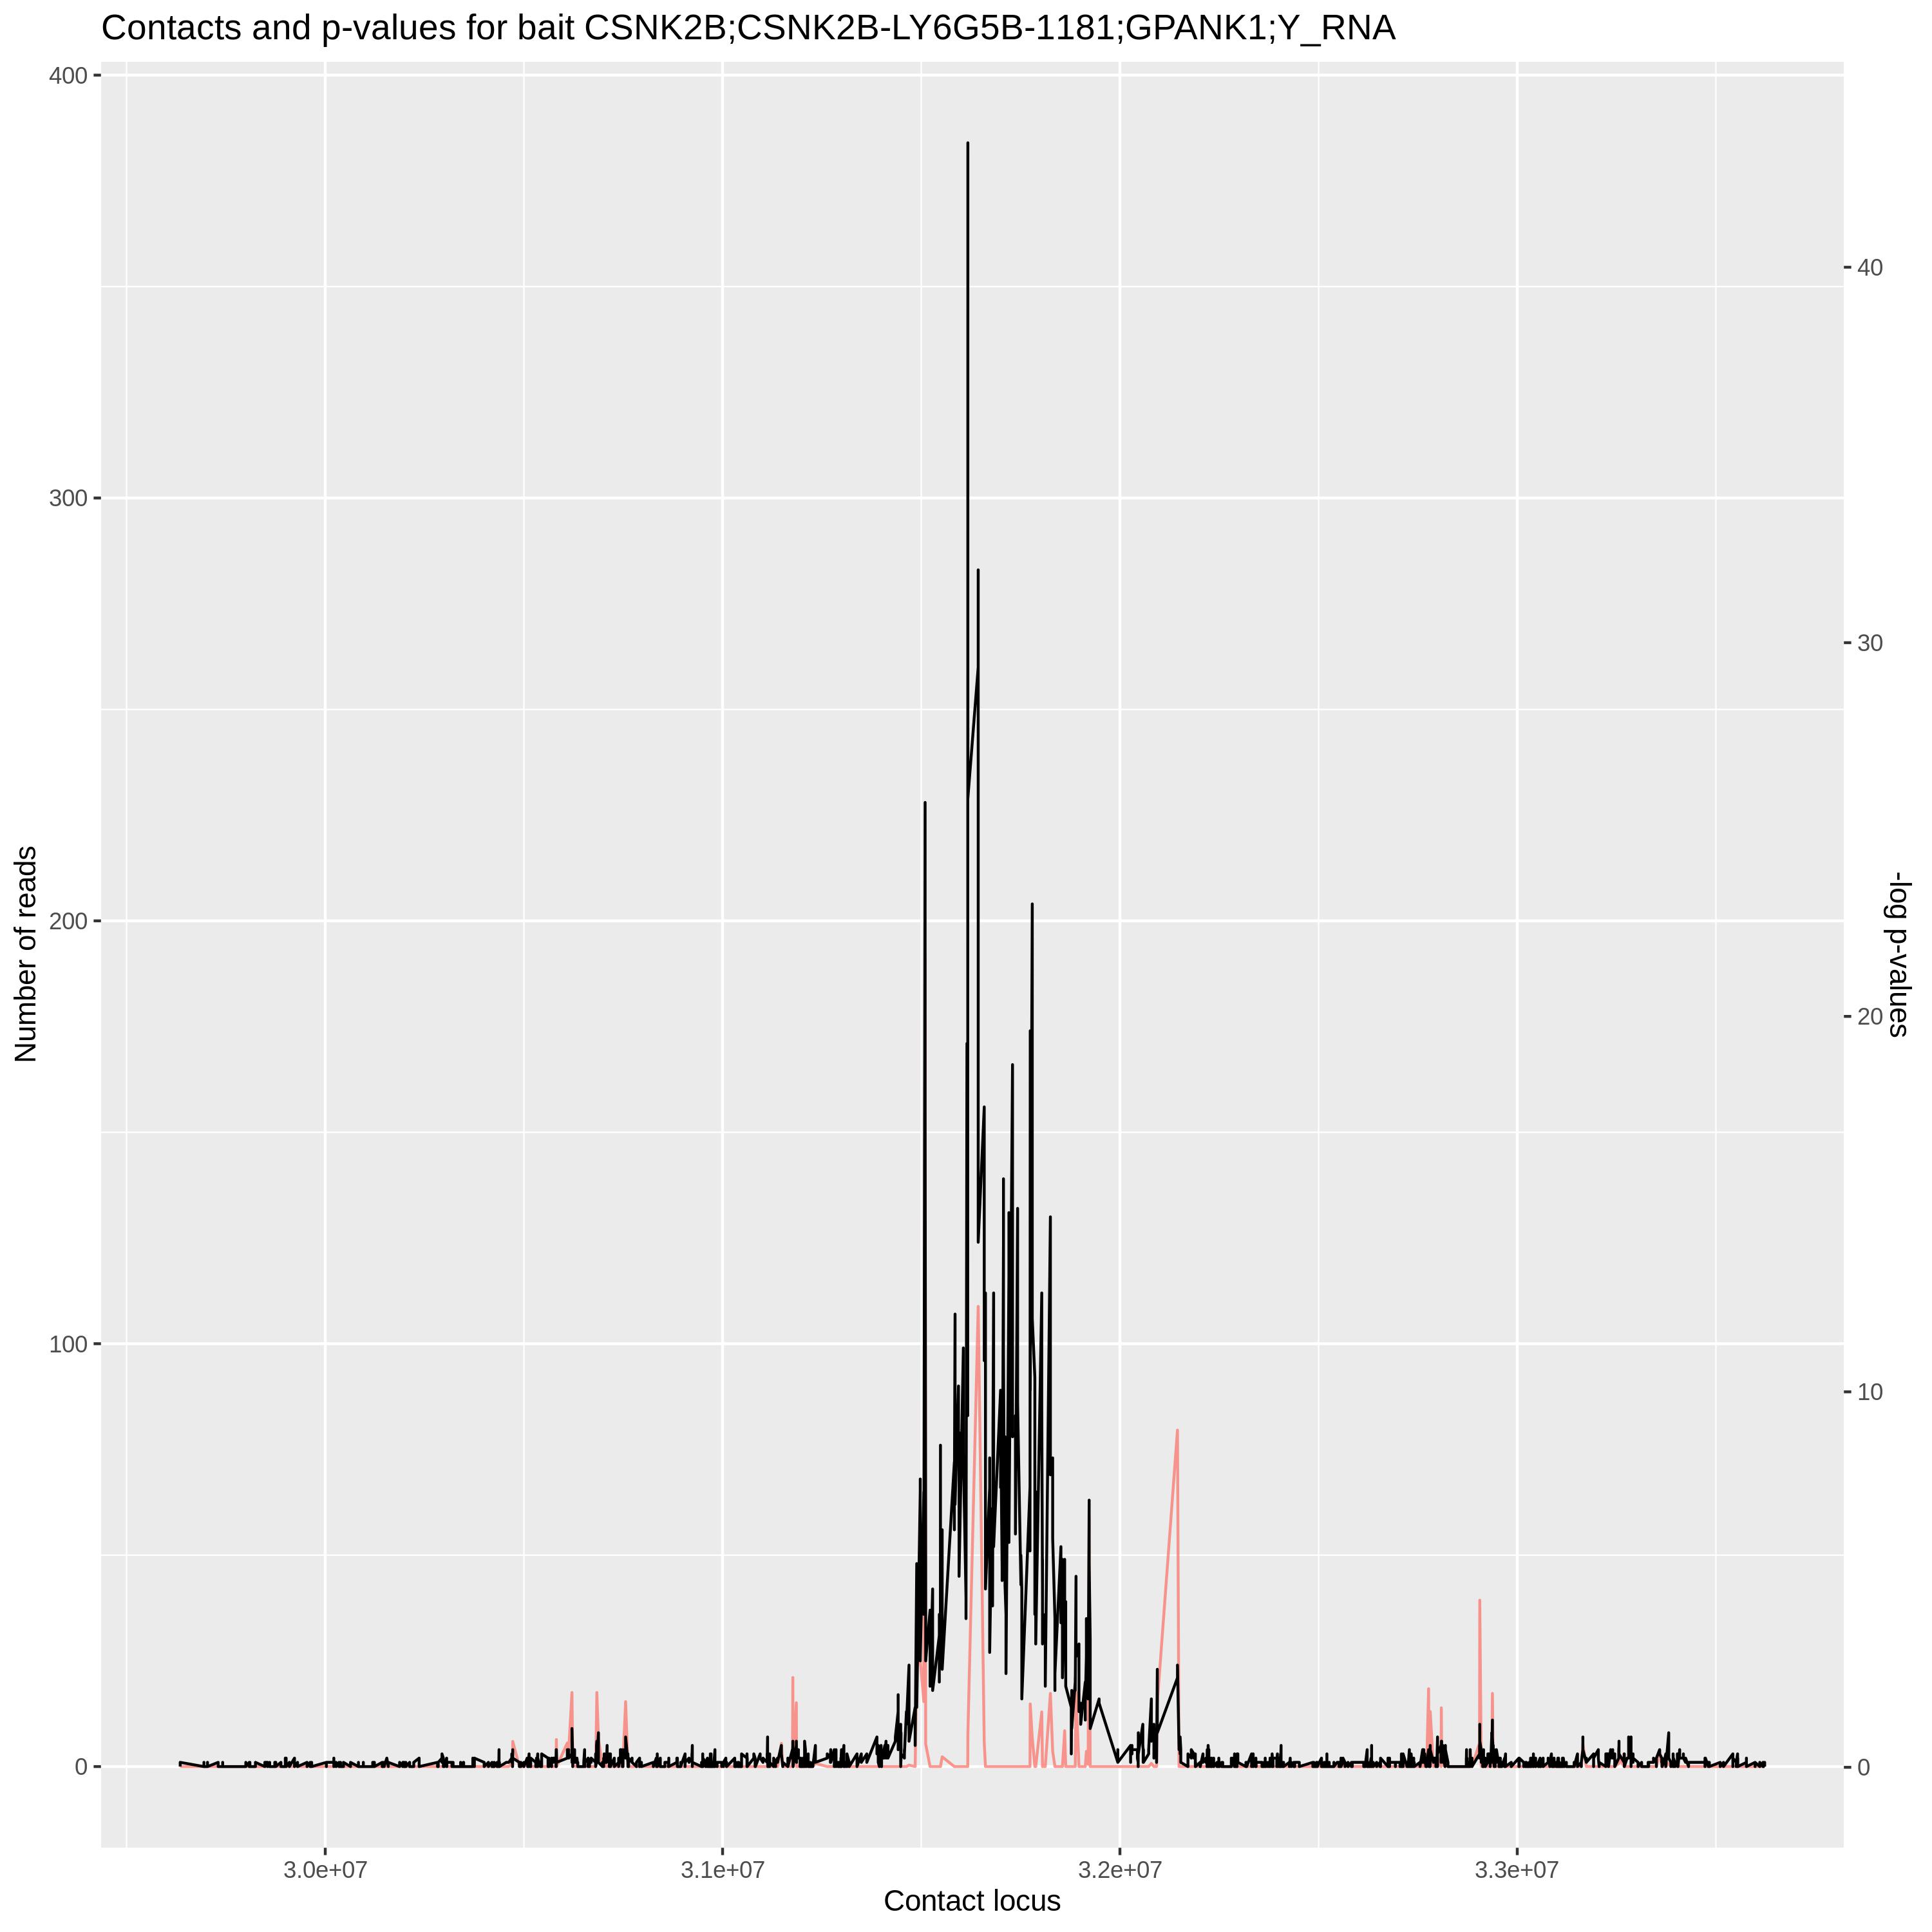 Contacts and p-values for bait CSNK2B;CSNK2B-LY6G5B-1181;GPANK1;Y_RNA
400
300
200
100
0
Number of reads
40
30
20
10
0
-log p-values
3.0e+07 3.1e+07 3.2e+07 3.3e+07
Contact locus